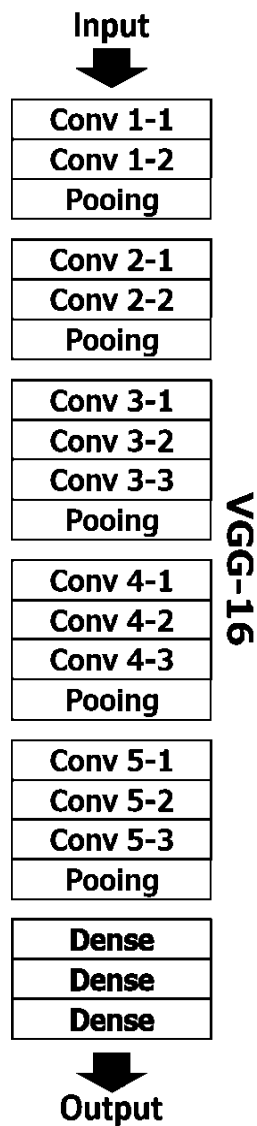 Input
Conv 1-1
Conv 1-2
Pooing
Conv 2-1
Conv 2-2
Pooing
Conv 3-1
Conv 3-2
Conv 3-3
Pooing
Conv 4-1
Conv 4-2
Conv 4-3
Pooing
Conv 5-1
Conv 5-2
Conv 5-3
Pooing
Dense
Dense
Dense
Output
VGG-16